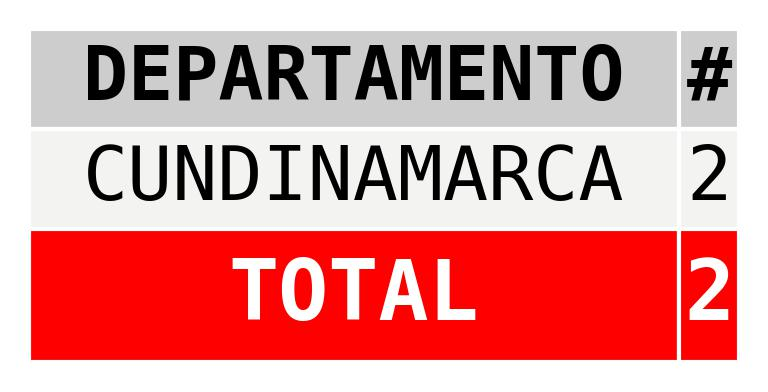 DEPARTAMENTO #
CUNDINAMARCA 2
TOTAL 2